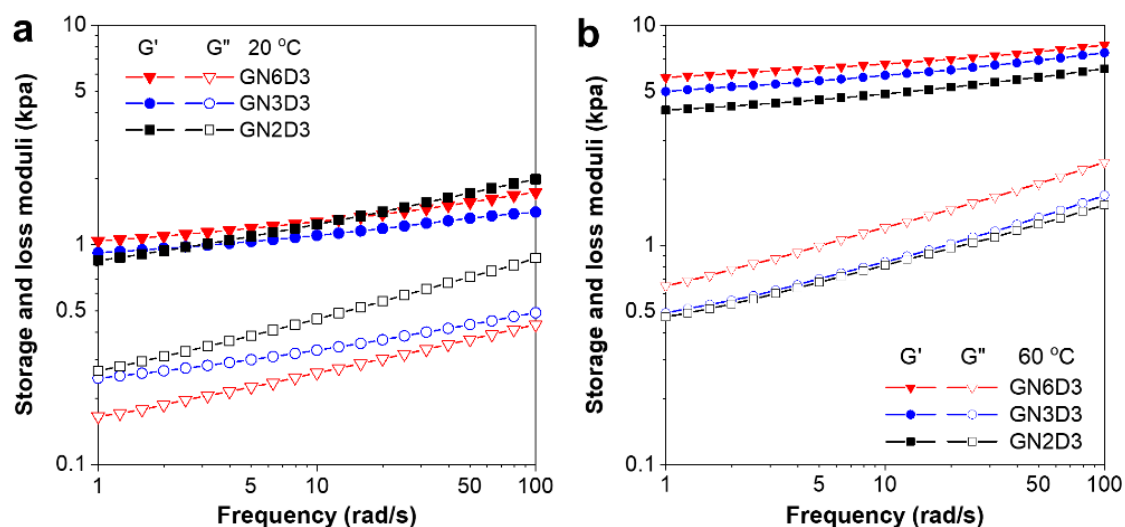 a
G' G" 20 °C
GN6D3
GN3D3
GN2D3
Storage and loss moduli (kpa)
10
5
1
0.5
0.1
1 5 10 50 100
Frequency (rad/s)
b
Storage and loss moduli (kpa)
10
5
1
0.5
0.1
G' G" 60 °C
GN6D3
GN3D3
GN2D3
1 5 10 50 100
Frequency (rad/s)